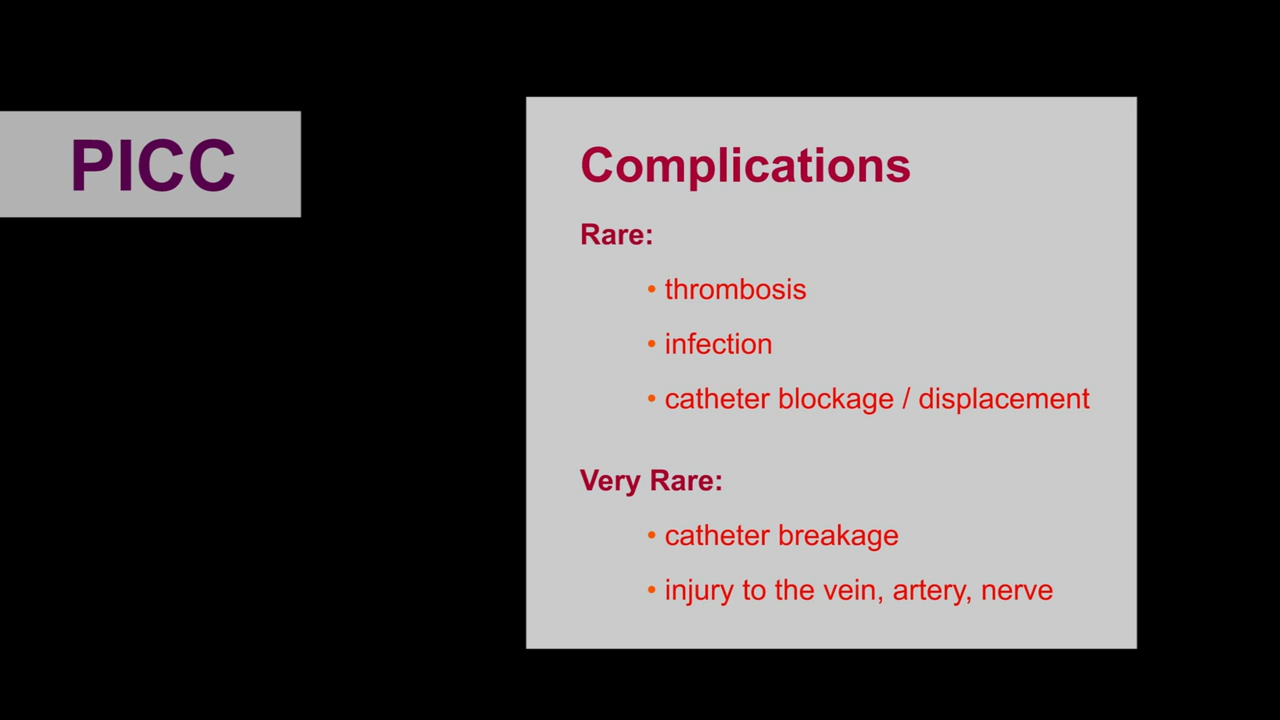 PICC
Complications
Rare:
• thrombosis
• infection
• catheter blockage / displacement
Very Rare:
• catheter breakage
• injury to the vein, artery, nerve